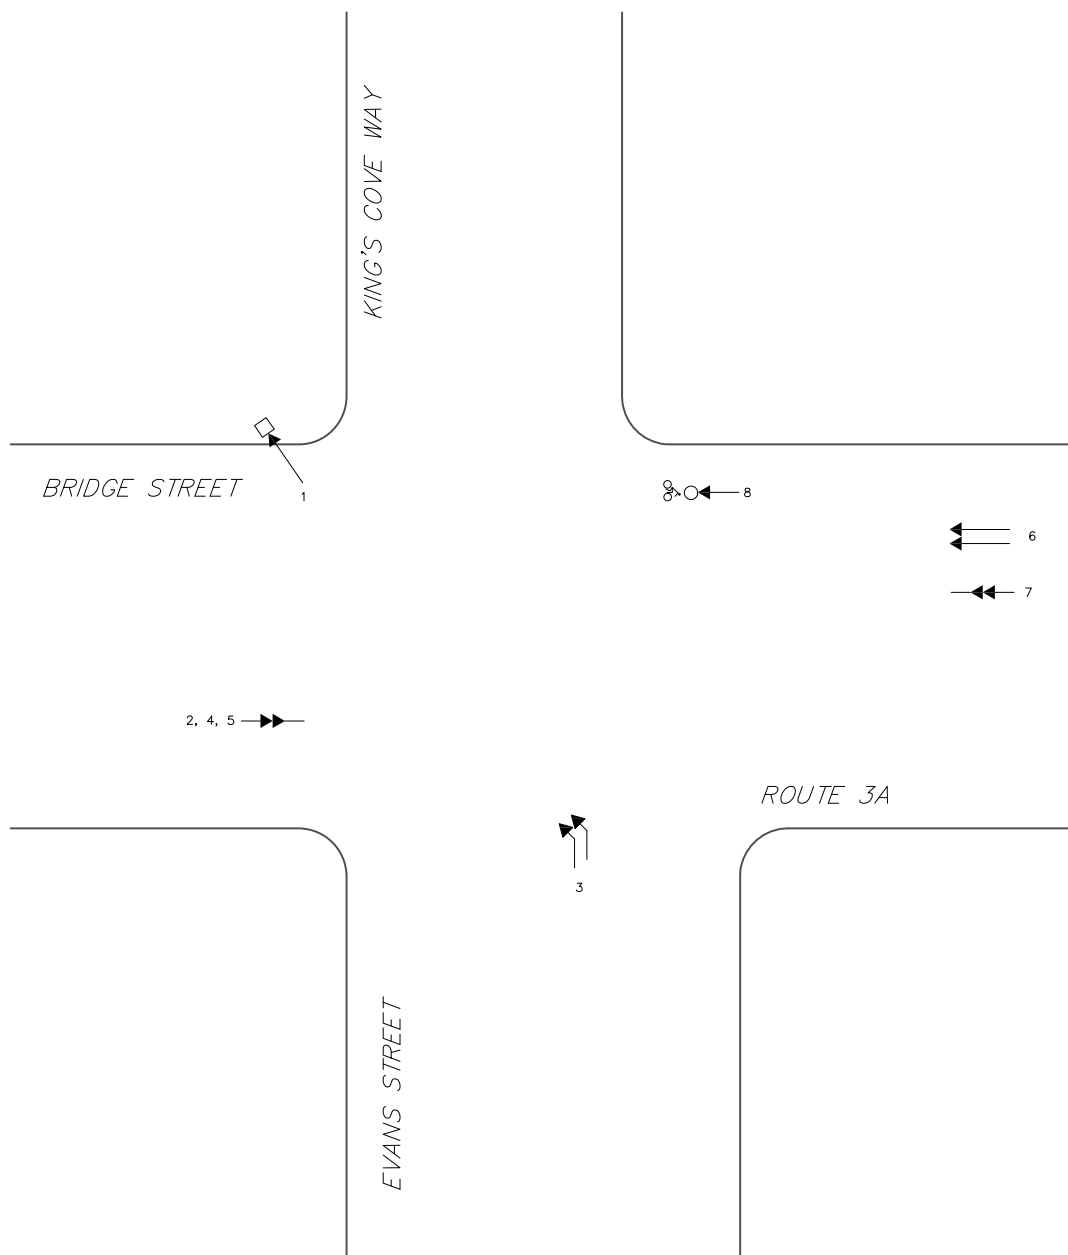 KING'S COVE WAY
BRIDGE STREET
1
8
6
7
2, 4, 5
ROUTE 3A
3
EVANS STREET